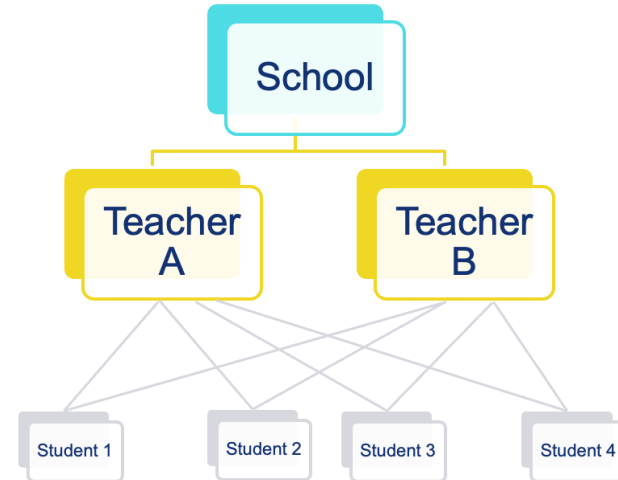 School
Teacher
A
Teacher
B
Student 1
Student 2
Student 3
Student 4